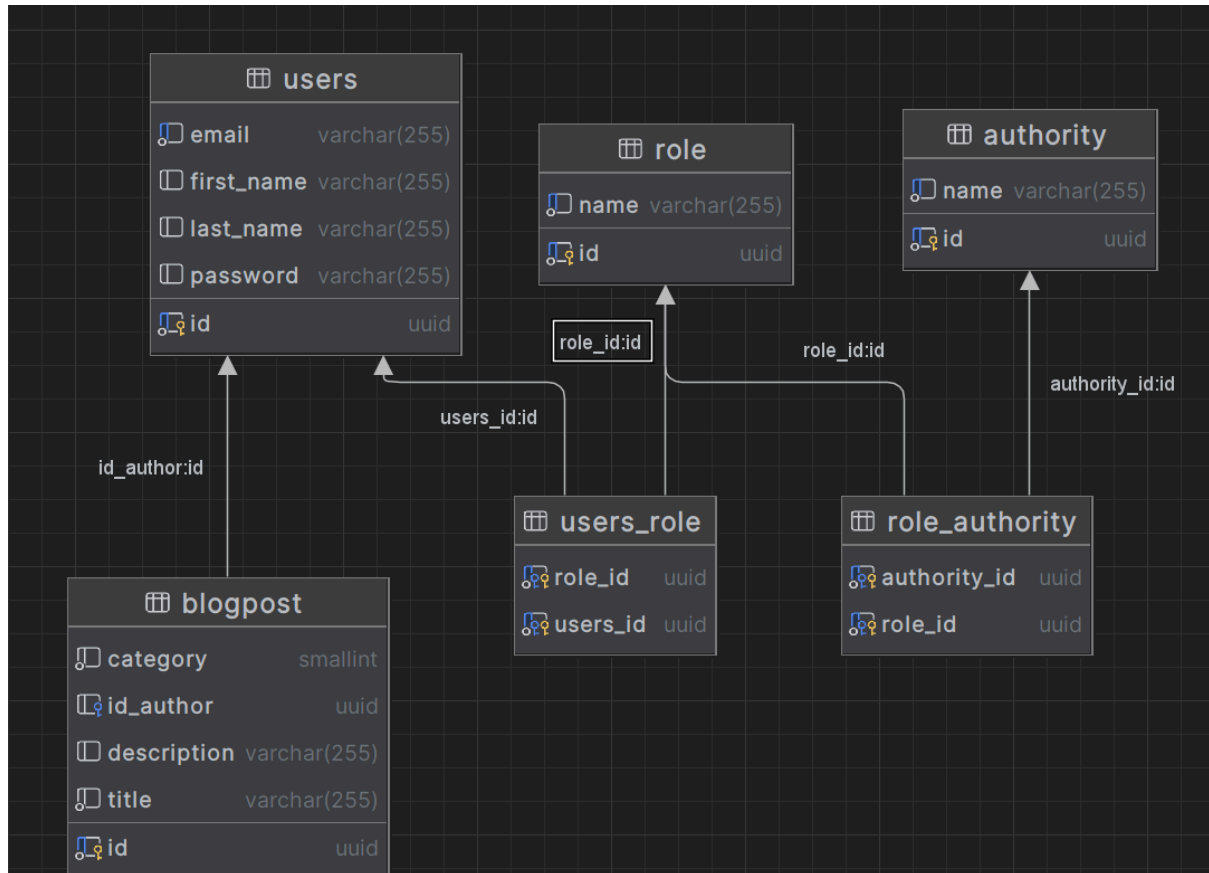 users
email varchar(255)
first_name varchar(255)
last_name varchar(255)
password varchar(255)
id uuid
role
name varchar(255)
id uuid
authority
name varchar(255)
id uuid
role_id:id
role_id:id
authority_id:id
users_id:id
id_author:id
users_role
role_id uuid
users_id uuid
role_authority
authority_id uuid
role_id uuid
blogpost
category smallint
id_author uuid
description varchar(255)
title varchar(255)
id uuid